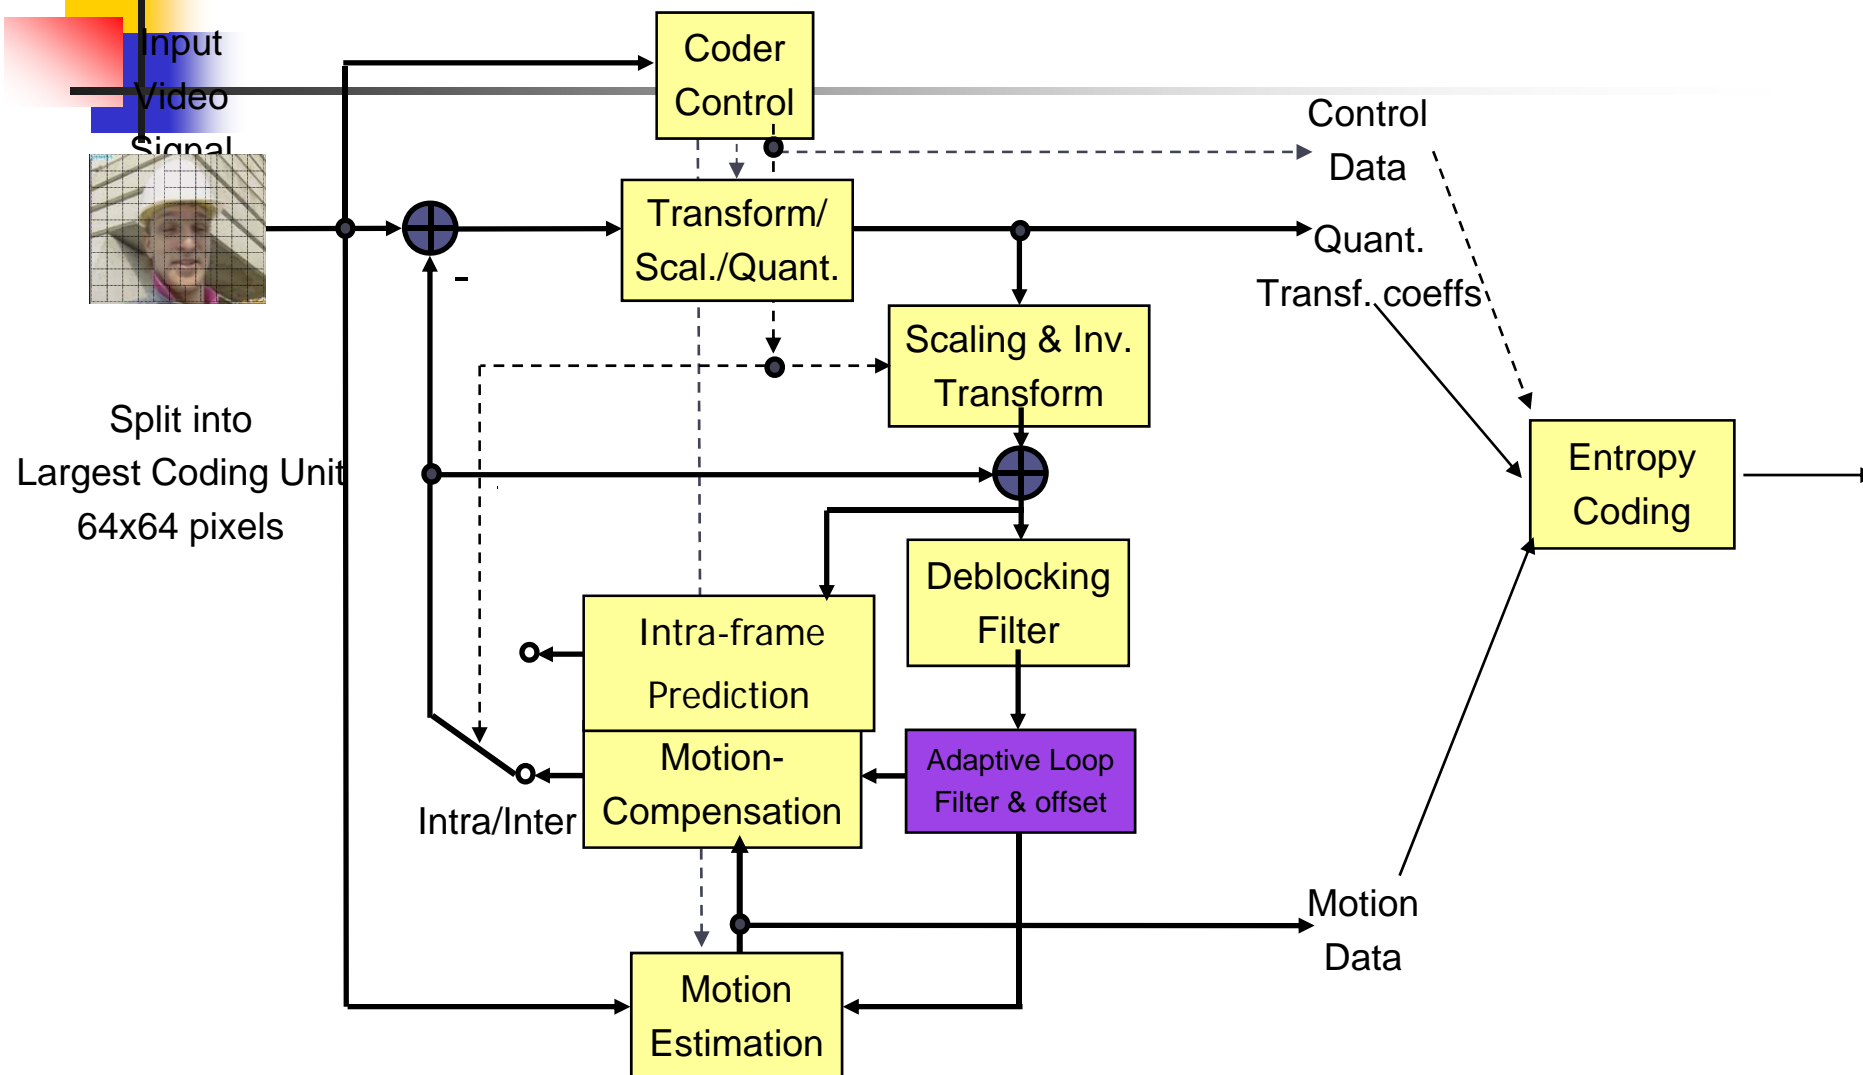 Input
Video
Signal
Coder
Control
Control
Data
Transform/
Scal./Quant.
Quant.
Transf. coeffs
-
Scaling & Inv.
Transform
Split into
Largest Coding Unit
64x64 pixels
Entropy
Coding
Deblocking
Filter
Intra-frame
Prediction
Motion-
Compensation
Adaptive Loop
Filter & offset
Intra/Inter
Motion
Data
Motion
Estimation